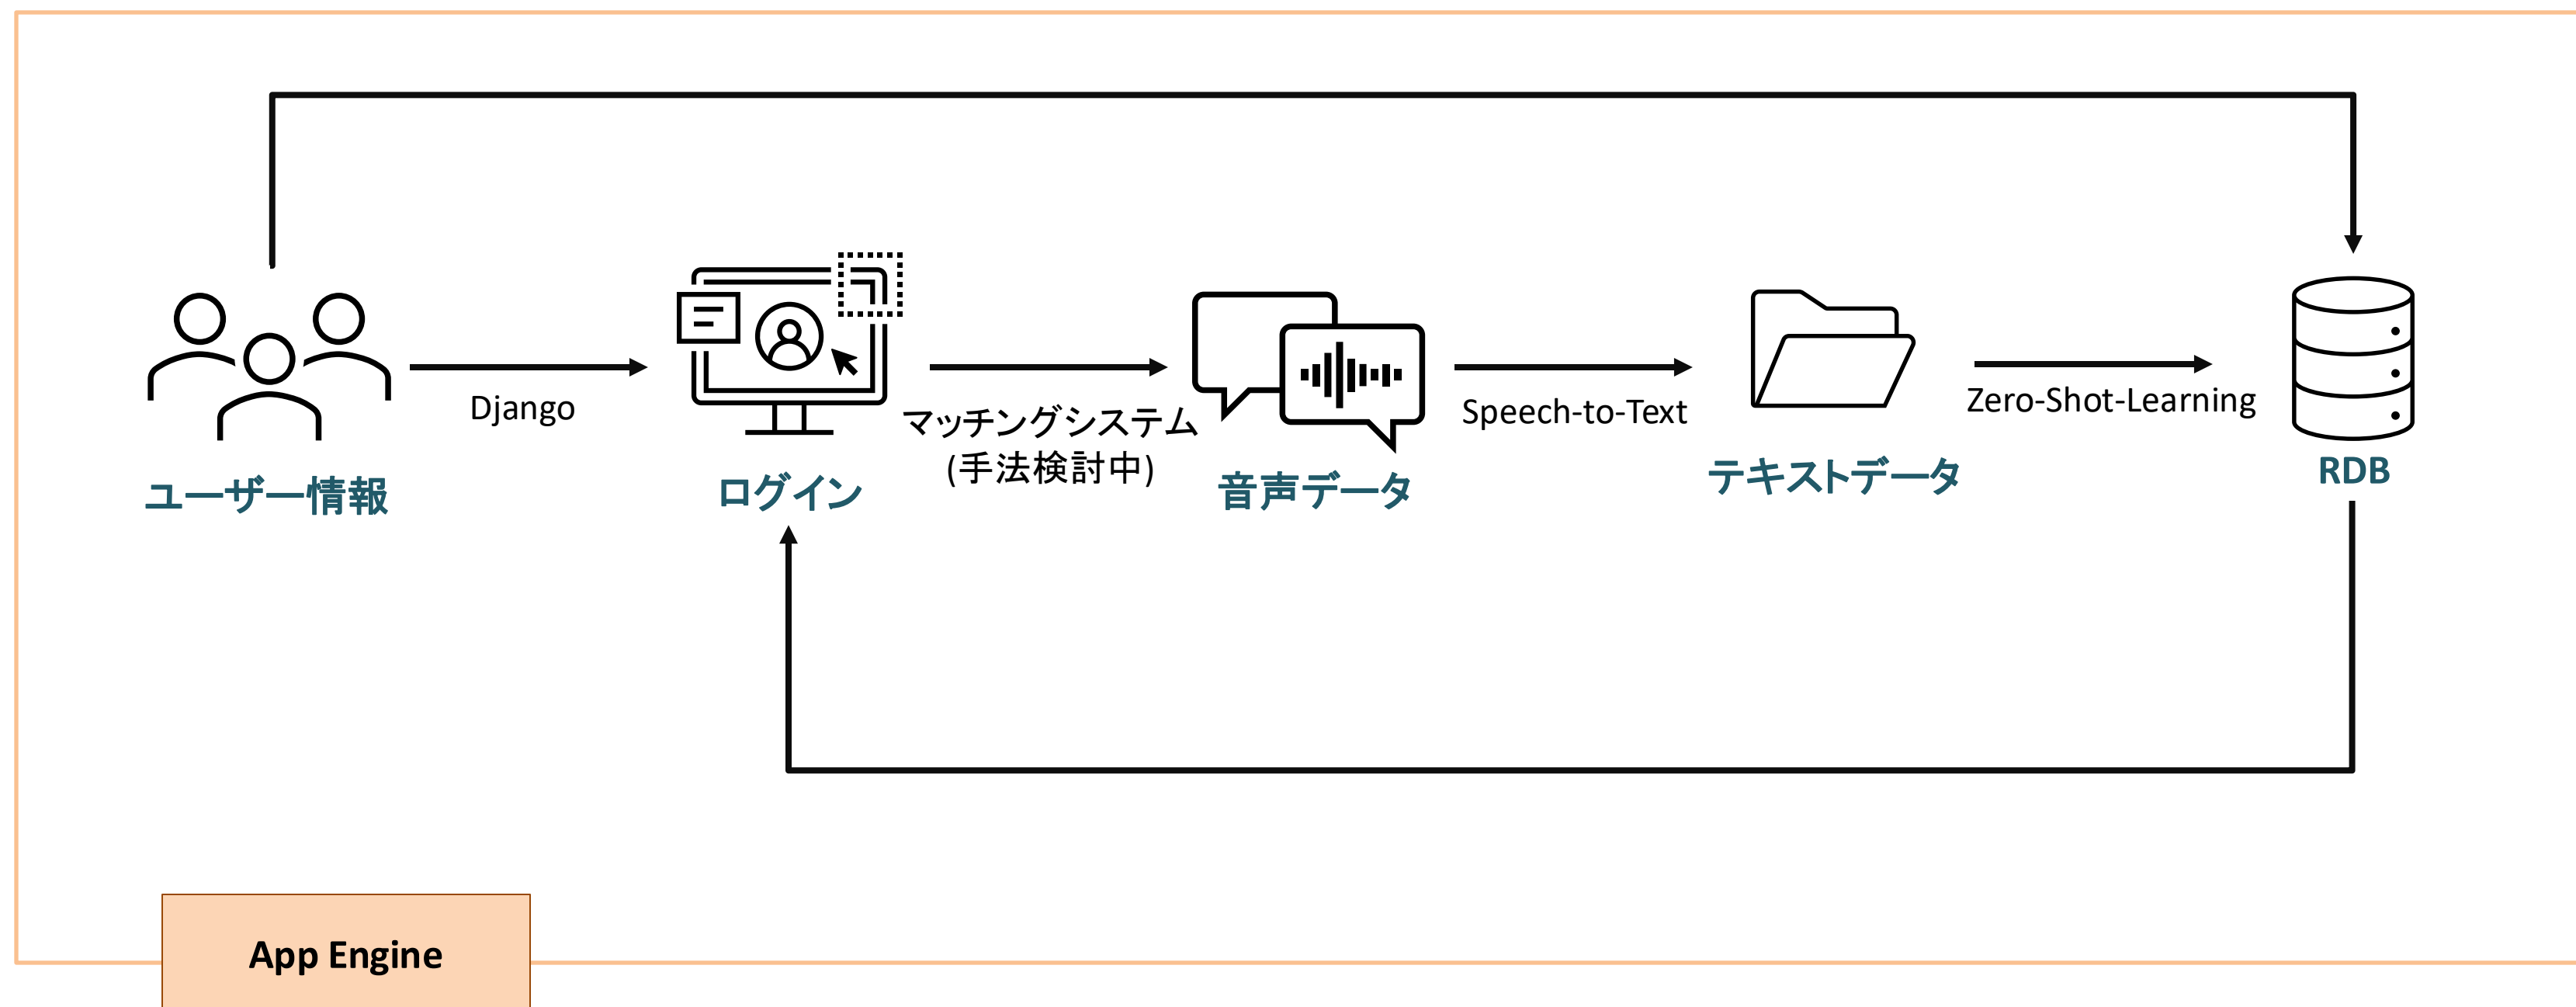 Django
マッチングシステム
(手法検討中)
Speech-to-Text
Zero-Shot-Learning
ユーザー情報
ログイン
音声データ
テキストデータ
RDB
App Engine